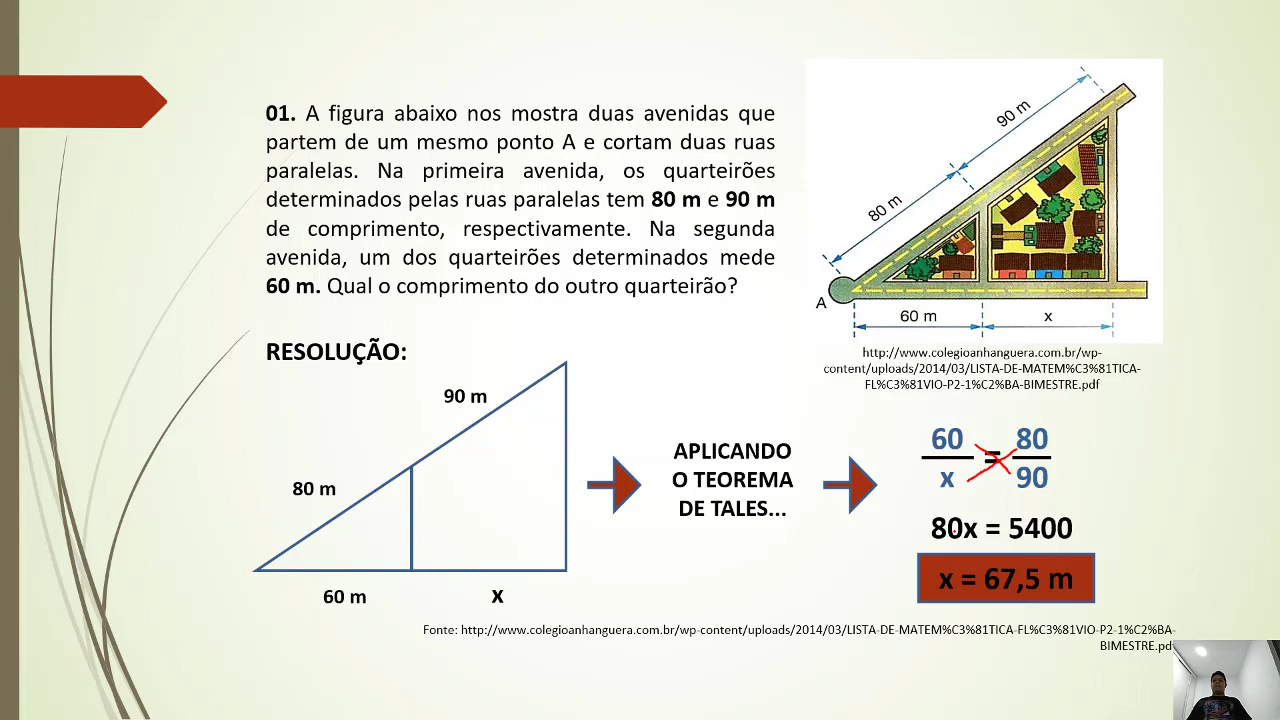 01. A figura abaixo nos mostra duas avenidas que
partem de um mesmo ponto A e cortam duas ruas
paralelas. Na primeira avenida, os quarteirões
determinados pelas ruas paralelas tem 80 m e 90 m
de comprimento, respectivamente. Na segunda
avenida, um dos quarteirões determinados mede
60 m. Qual o comprimento do outro quarteirão?
90 m
80 m
A
60 m
x
http://www.colegioanhanguera.com.br/wp-
content/uploads/2014/03/LISTA-DE-MATEM%C3%81TICA-
FL%C3%81VIO-P2-1%C2%BA-BIMESTRE.pdf
RESOLUÇÃO:
90 m
80 m
60 m
x
APLICANDO
O TEOREMA
DE TALES...
60 = 80
x 90
80x = 5400
x = 67,5 m
Fonte: http://www.colegioanhanguera.com.br/wp-content/uploads/2014/03/LISTA-DE-MATEM%C3%81TICA-FL%C3%81VIO-P2-1%C2%BA-
BIMESTRE.pd